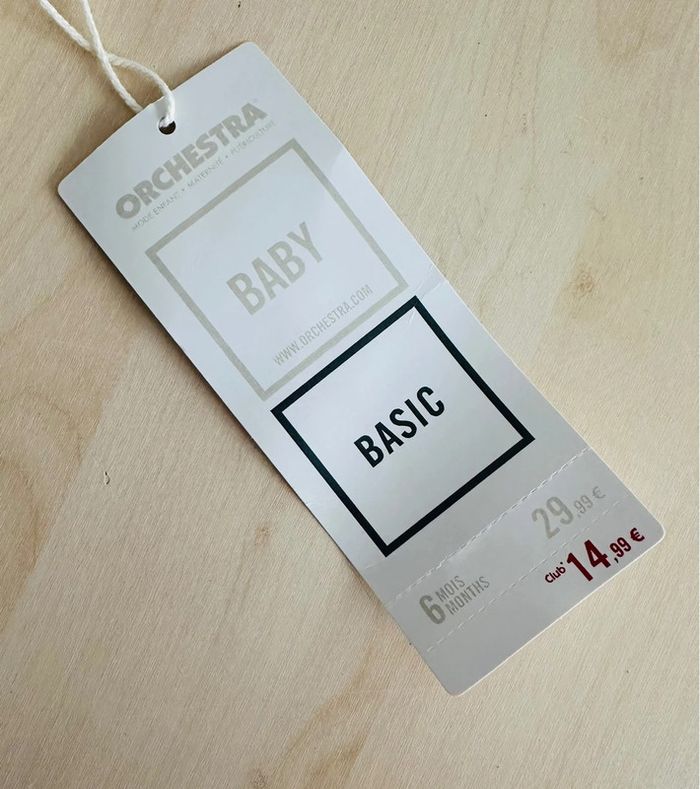 ORCHESTRA®
MODE ENFANT • MATERNITÉ • PUÉRICULTURE
BABY
WWW.ORCHESTRA.COM
BASIC
29,99 €
6 MOIS
MONTHS
Club* 14,99 €